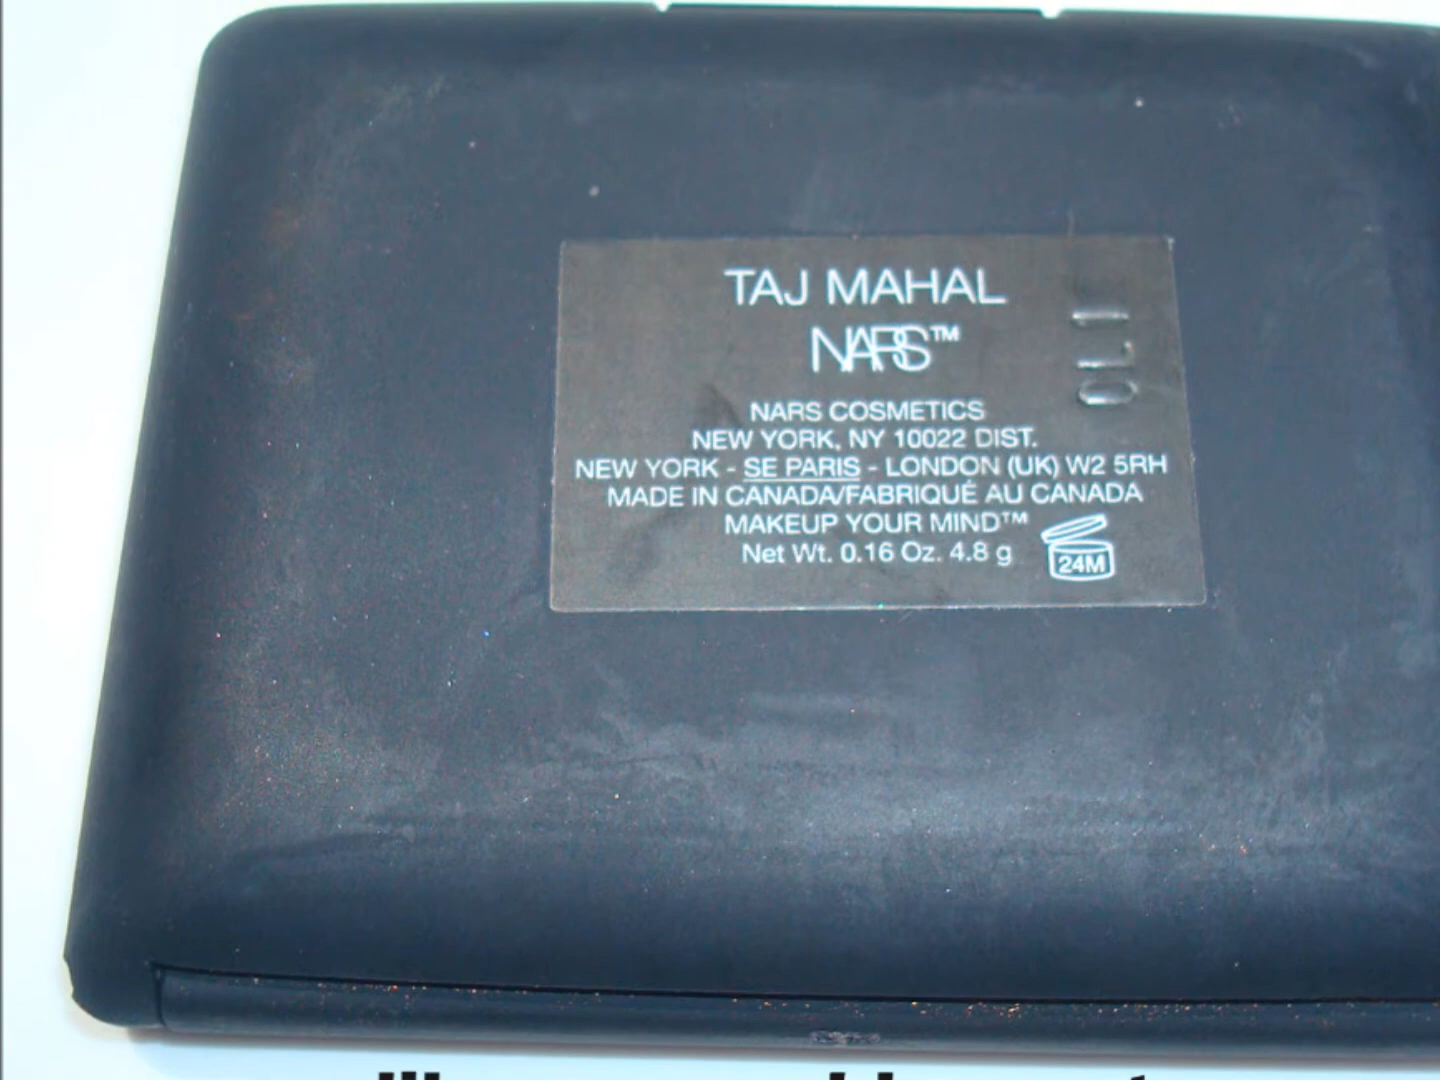 TAJ MAHAL
NARS™
NARS COSMETICS
NEW YORK, NY 10022 DIST.
NEW YORK - SE PARIS - LONDON (UK) W2 5RH
MADE IN CANADA/FABRIQUÉ AU CANADA
MAKEUP YOUR MIND™
Net Wt. 0.16 Oz. 4.8 g
24M